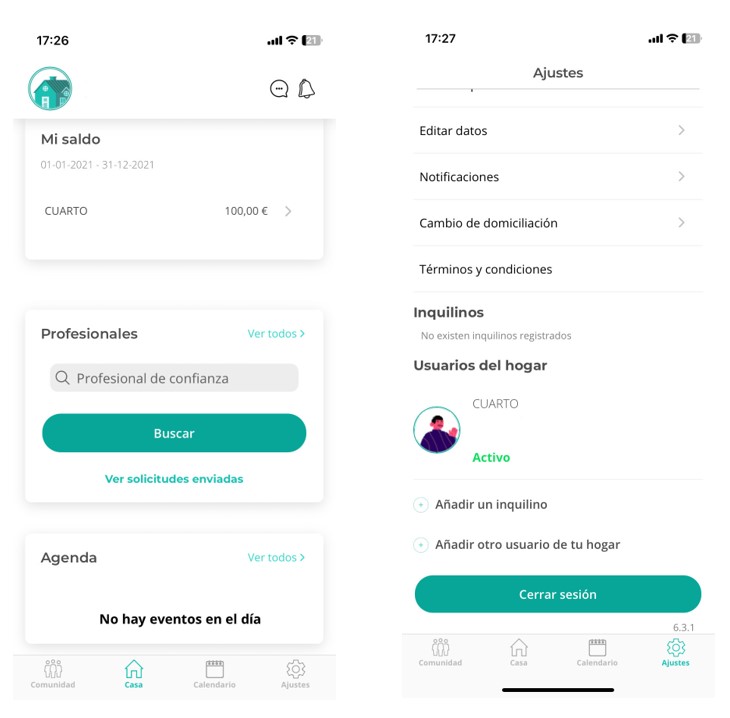 17:26
21
Mi saldo
01-01-2021 - 31-12-2021
CUARTO 100,00 €
Profesionales Ver todos
Profesional de confianza
Buscar
Ver solicitudes enviadas
Agenda Ver todos
No hay eventos en el día
Comunidad Casa Calendario Ajustes
17:27
21
Ajustes
Editar datos
Notificaciones
Cambio de domiciliación
Términos y condiciones
Inquilinos
No existen inquilinos registrados
Usuarios del hogar
CUARTO
Activo
Añadir un inquilino
Añadir otro usuario de tu hogar
Cerrar sesión
6.3.1
Comunidad Casa Calendario Ajustes